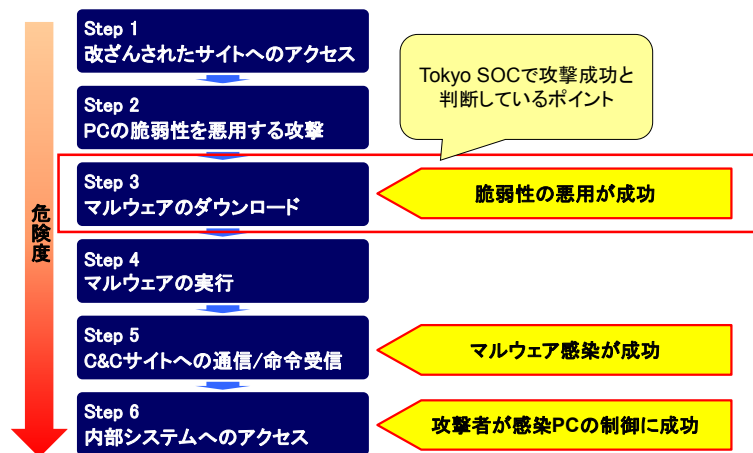 Step 1
改ざんされたサイトへのアクセス
Tokyo SOCで攻撃成功と
判断しているポイント
Step 2
PCの脆弱性を悪用する攻撃
Step 3
マルウェアのダウンロード
脆弱性の悪用が成功
危険度
Step 4
マルウェアの実行
Step 5
C&Cサイトへの通信/命令受信
マルウェア感染が成功
Step 6
内部システムへのアクセス
攻撃者が感染PCの制御に成功